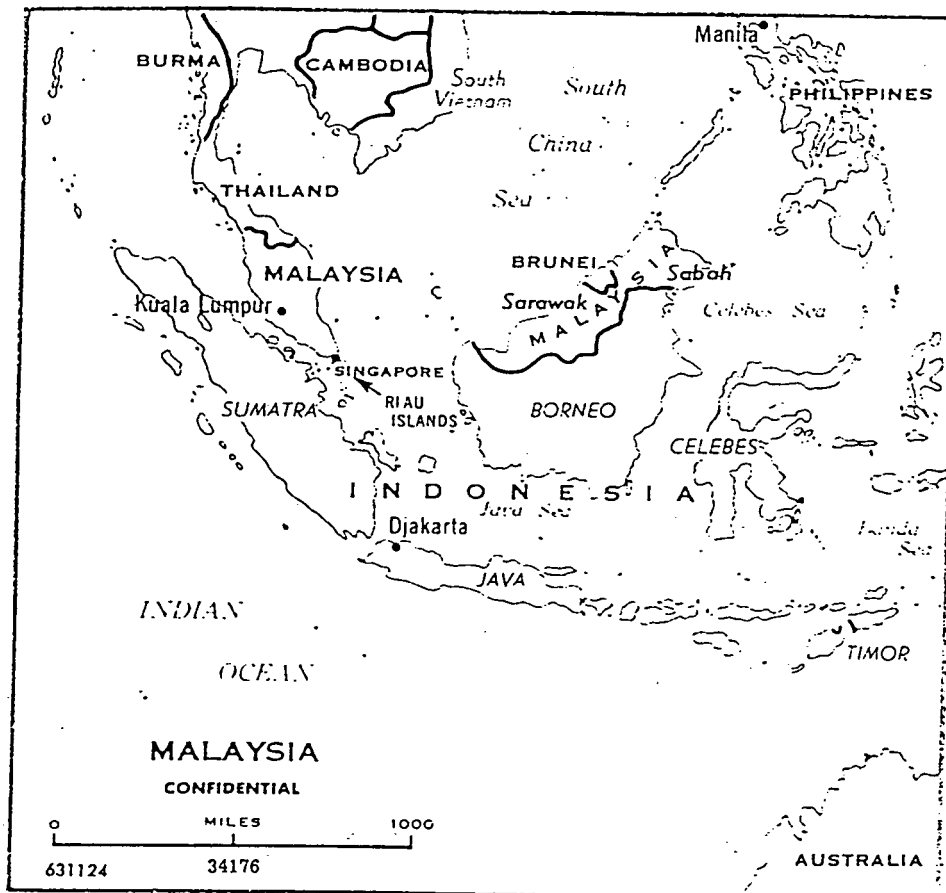 Manila
BURMA
CAMBODIA
South
Vietnam
South
China
Sea
PHILIPPINES
THAILAND
MALAYSIA
BRUNEI
Sabah
Sarawak
MALAYSIA
Kuala Lumpur
Celebes Sea
SINGAPORE
RIAU
ISLANDS
SUMATRA
BORNEO
CELEBES
INDONESIA
Java Sea
Banda
Sea
Djakarta
JAVA
INDIAN
OCEAN
TIMOR
MALAYSIA
CONFIDENTIAL
0 MILES 1000
631124 34176
AUSTRALIA